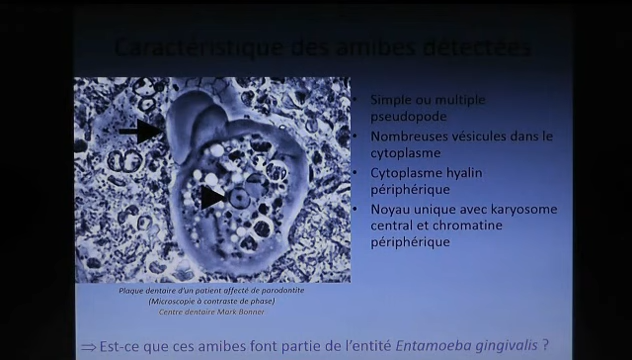 Caractéristique des amibes détectées
• Simple ou multiple
pseudopode
• Nombreuses vésicules dans le
cytoplasme
• Cytoplasme hyalin
périphérique
• Noyau unique avec karyosome
central et chromatine
périphérique
Plaque dentaire d'un patient affecté de parodontite
(Microscopie à contraste de phase)
Centre dentaire Mark Bonner
⇒ Est-ce que ces amibes font partie de l'entité Entamoeba gingivalis ?